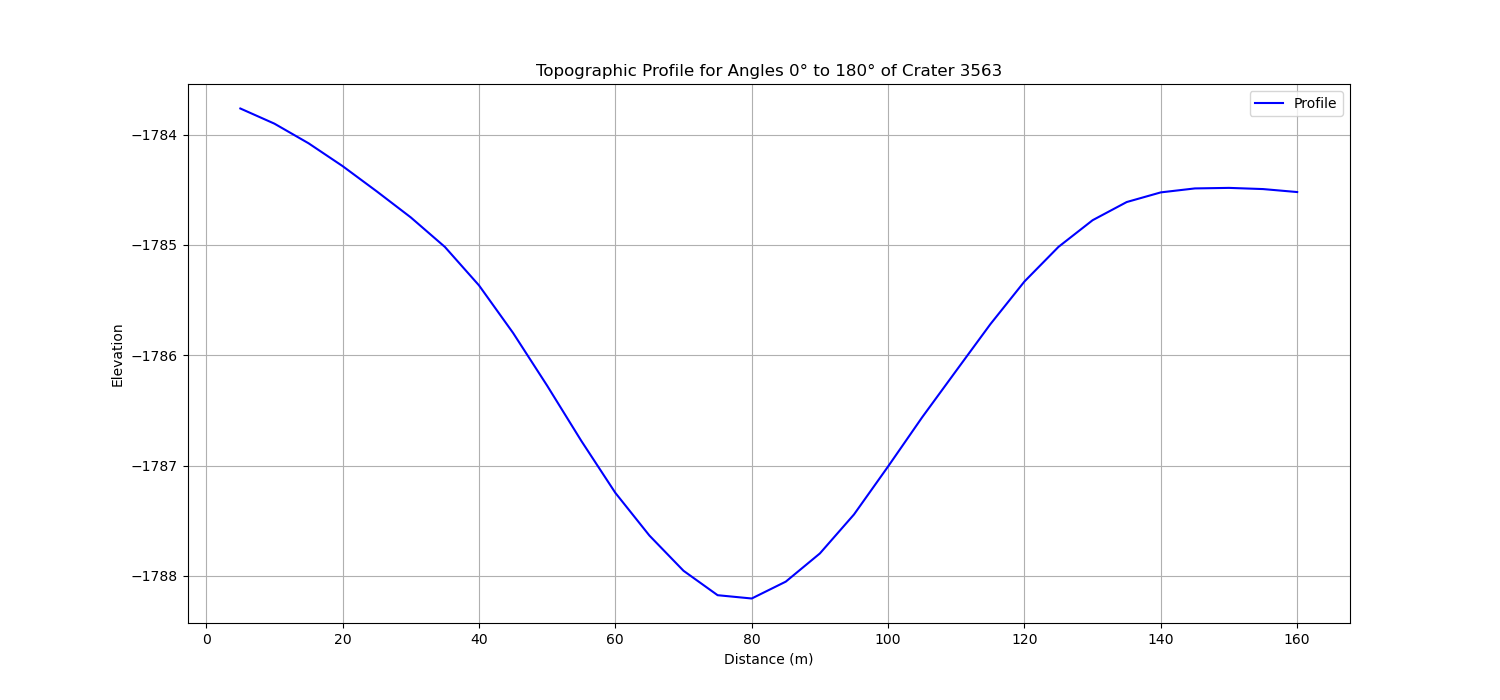 Topographic Profile for Angles 0° to 180° of Crater 3563
Profile
−1784
−1785
−1786
−1787
−1788
Elevation
0 20 40 60 80 100 120 140 160
Distance (m)